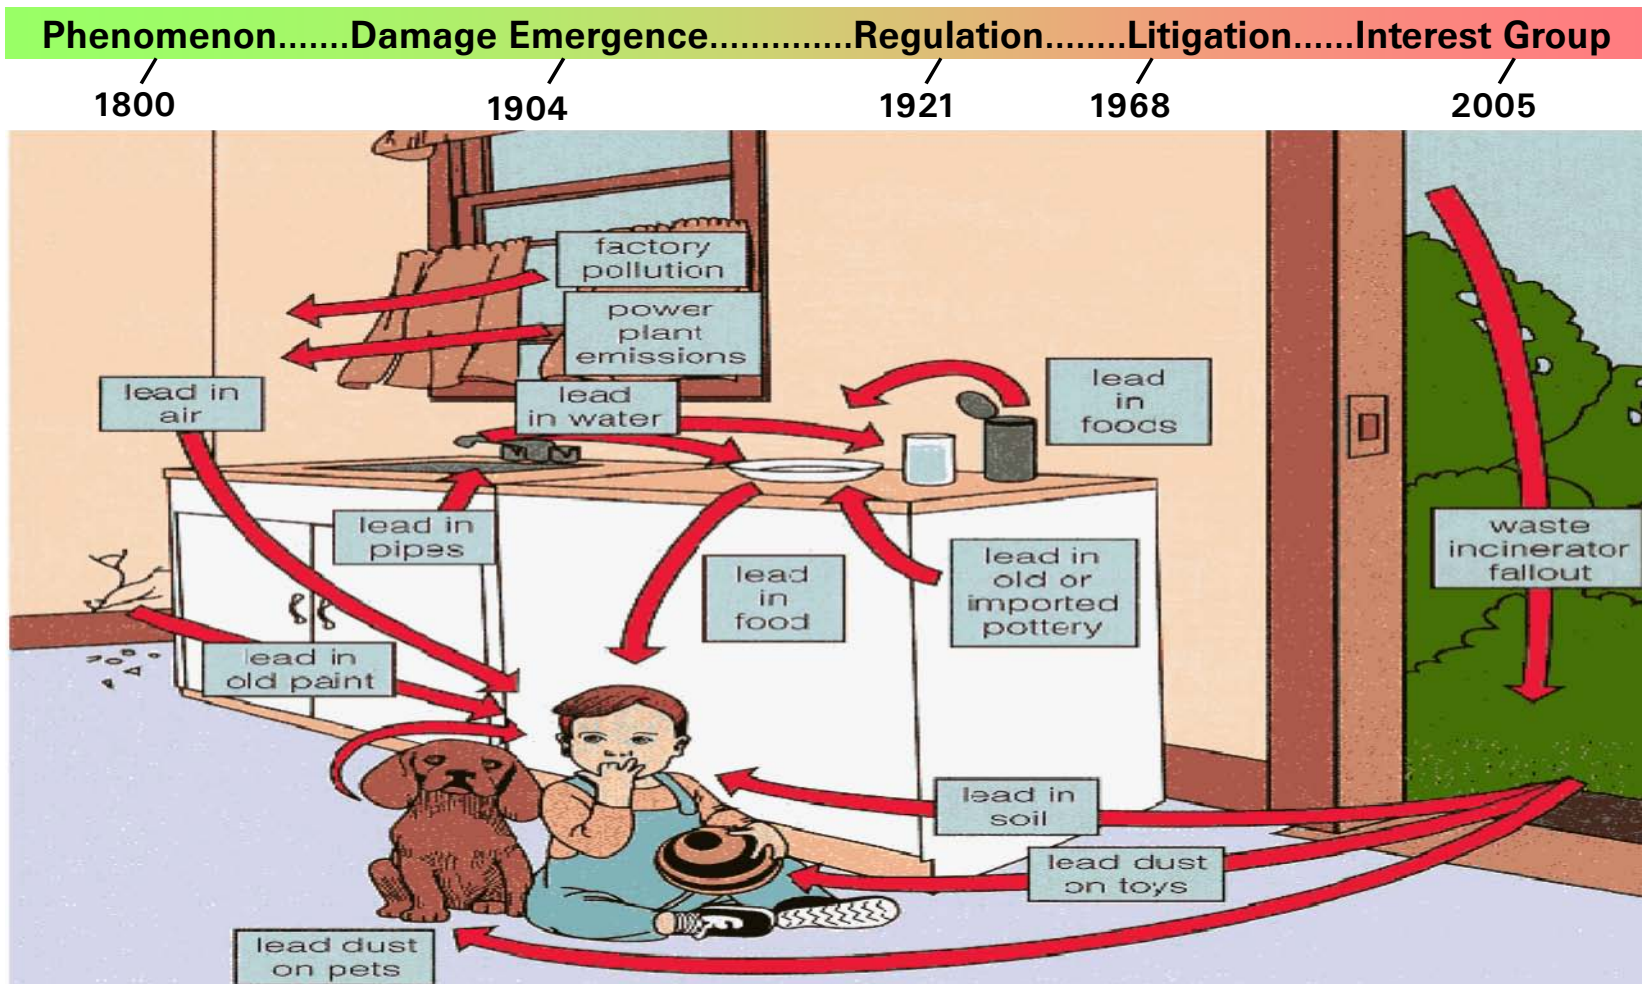 Phenomenon.......Damage Emergence..............Regulation........Litigation......Interest Group
1800 1904 1921 1968 2005
factory
pollution
power
plant
emissions
lead in
air
lead
in water
lead
in
foods
lead in
pipes
lead
in
food
lead in
old or
imported
pottery
waste
incinerator
fallout
lead in
old paint
lead in
soil
lead dust
on toys
lead dust
on pets